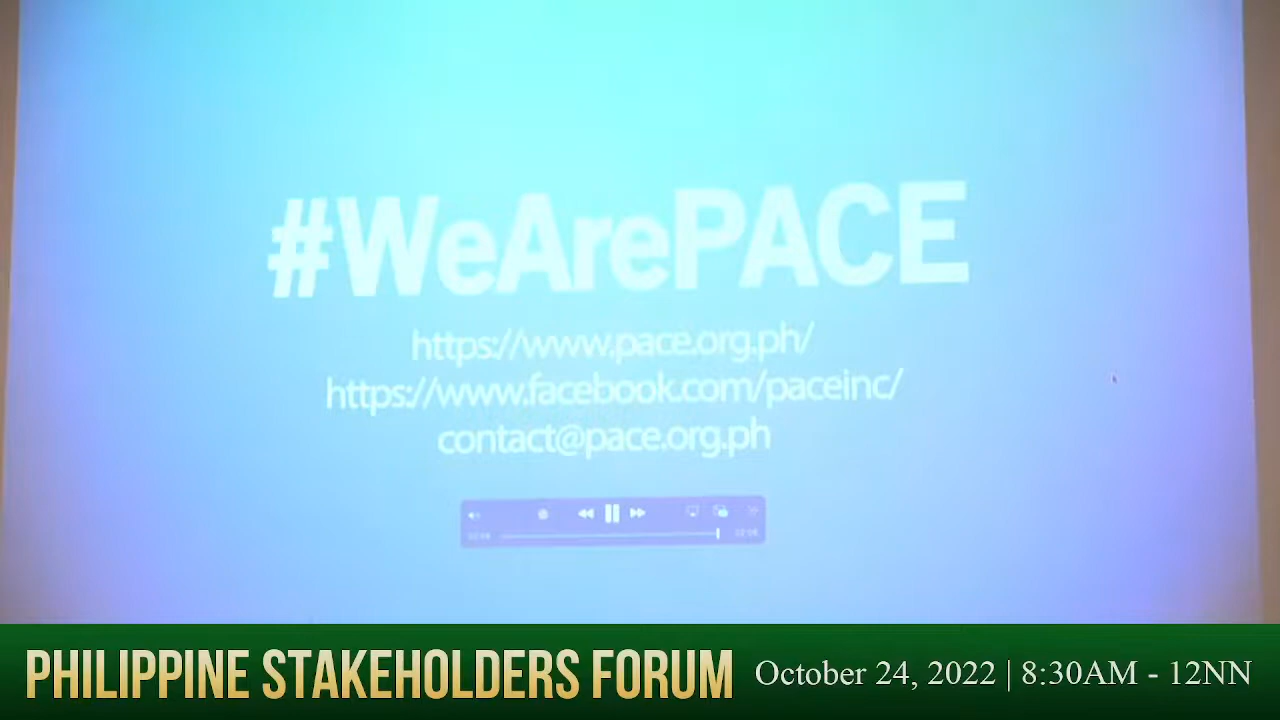 #WeArePACE
https://www.pace.org.ph/
https://www.facebook.com/paceinc/
contact@pace.org.ph
PHILIPPINE STAKEHOLDERS FORUM
October 24, 2022 | 8:30AM - 12NN